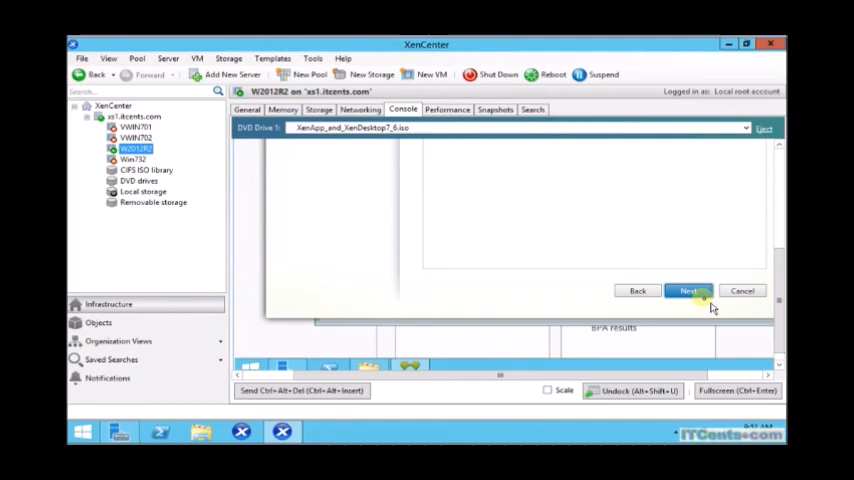 XenCenter
File View Pool Server VM Storage Templates Tools Help
Back Forward Add New Server New Pool New Storage New VM Shut Down Reboot Suspend
Search...
W2012R2 on 'xs1.itcents.com' Logged in as: Local root account
XenCenter
xs1.itcents.com
VWIN701
VWIN702
W2012R2
Win732
CIFS ISO library
DVD drives
Local storage
Removable storage
General Memory Storage Networking Console Performance Snapshots Search
DVD Drive 1: XenApp_and_XenDesktop7_6.iso Eject
Back Next Cancel
BPA results
Infrastructure
Objects
Organization Views
Saved Searches
Notifications
Send Ctrl+Alt+Del (Ctrl+Alt+Insert) Scale Undock (Alt+Shift+U) Fullscreen (Ctrl+Enter)
9:51 AM
ITCents.com